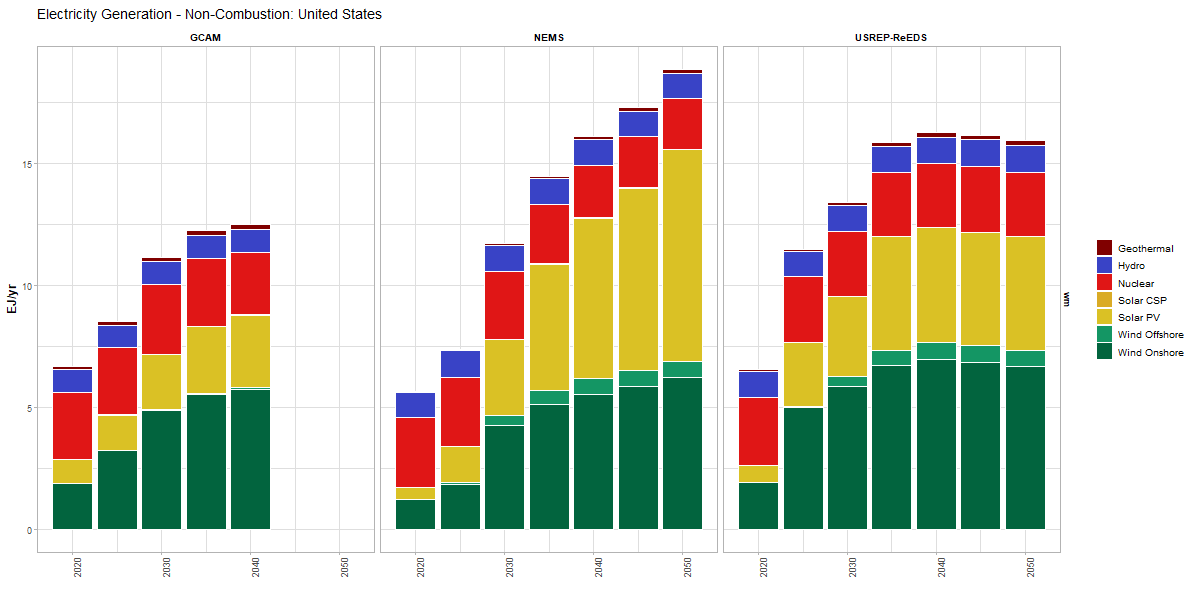 Electricity Generation - Non-Combustion: United States
GCAM
NEMS
USREP-ReEDS
EJ/yr
15
10
5
0
2020
2030
2040
2050
2020
2030
2040
2050
2020
2030
2040
2050
wm
Geothermal
Hydro
Nuclear
Solar CSP
Solar PV
Wind Offshore
Wind Onshore